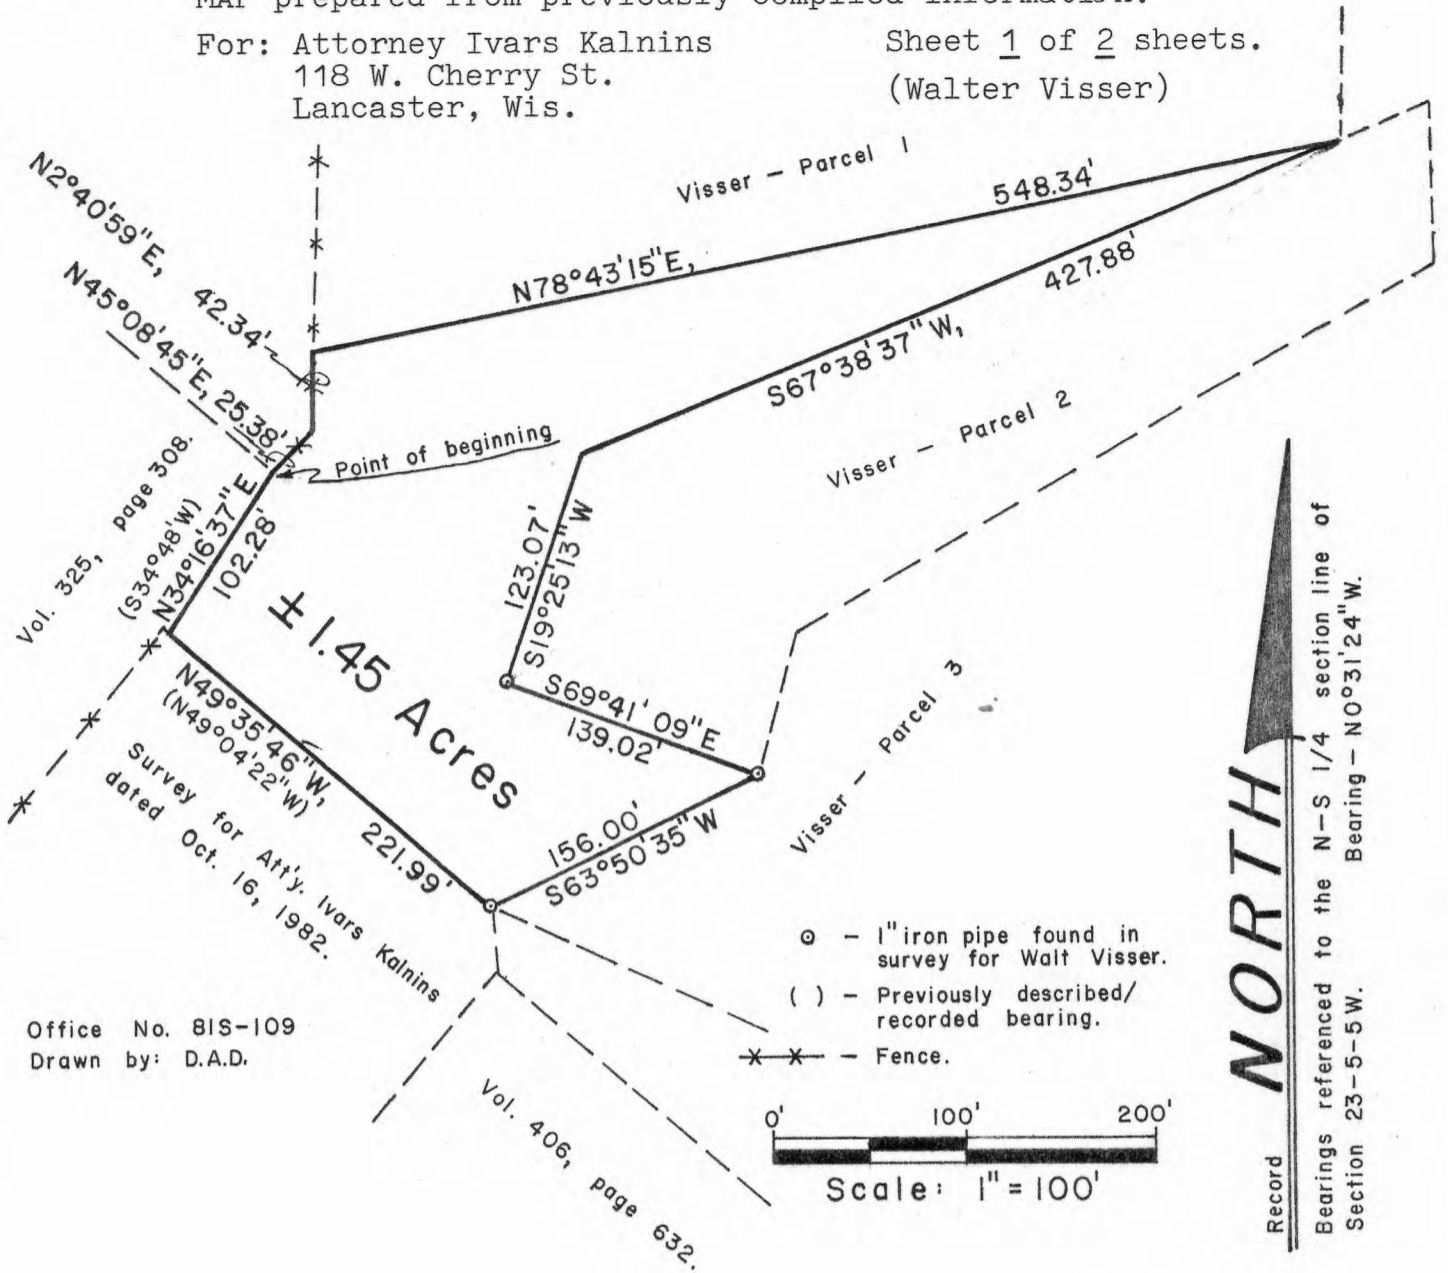 MAP prepared from previously compiled information.
For: Attorney Ivars Kalnins
118 W. Cherry St.
Lancaster, Wis.
Sheet 1 of 2 sheets.
(Walter Visser)
Visser - Parcel 1
548.34'
N78°43'15"E,
427.88'
S67°38'37"W,
N2°40'59"E, 42.34'
N45°08'45"E, 25.38'
Point of beginning
Visser - Parcel 2
Vol. 325, page 308.
(S34°48'W)
N34°16'37"E
102.28'
123.07'
S19°25'13"W
± 1.45 Acres
S69°41'09"E
139.02'
N49°35'46"W, 221.99'
(N49°04'22"W)
Survey for Att'y. Ivars Kalnins
dated Oct. 16, 1982.
156.00'
S63°50'35"W
Visser - Parcel 3
⊙ - 1" iron pipe found in
survey for Walt Visser.
( ) - Previously described/
recorded bearing.
- Fence.
Office No. 81S-109
Drawn by: D.A.D.
Vol. 406, page 632.
0' 100' 200'
Scale: 1" = 100'
Record NORTH
Bearings referenced to the N-S 1/4 section line of
Section 23-5-5W. Bearing - N0°31'24"W.